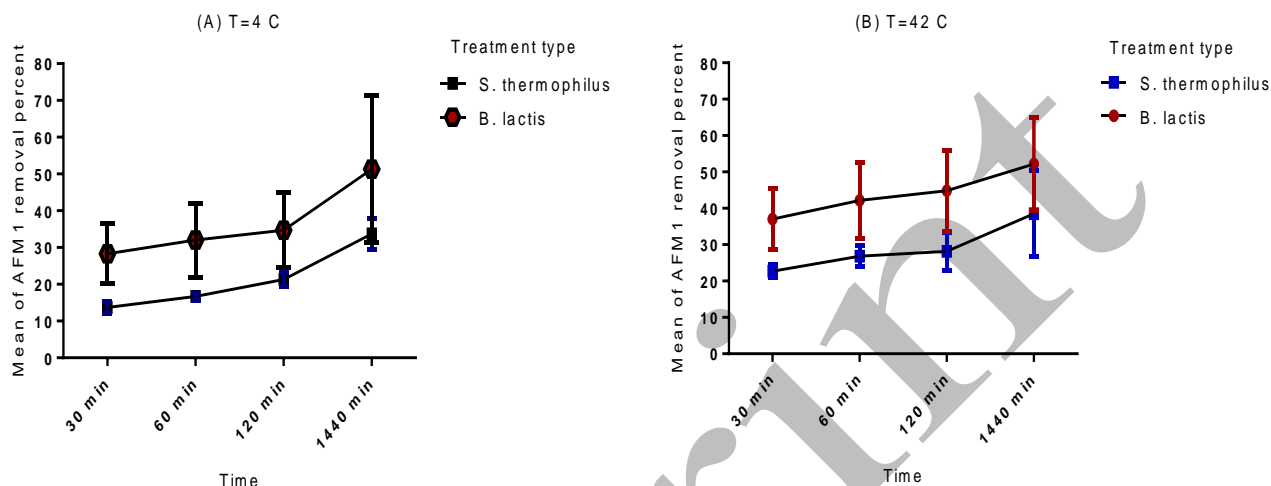 (A) T=4 C
Mean of AFM1 removal percent
80
70
60
50
40
30
20
10
0
30 min
60 min
120 min
1440 min
Time
Treatment type
S. thermophilus
B. lactis
(B) T=42 C
Mean of AFM1 removal percent
80
70
60
50
40
30
20
10
0
30 min
60 min
120 min
1440 min
Time
Treatment type
S. thermophilus
B. lactis
rint